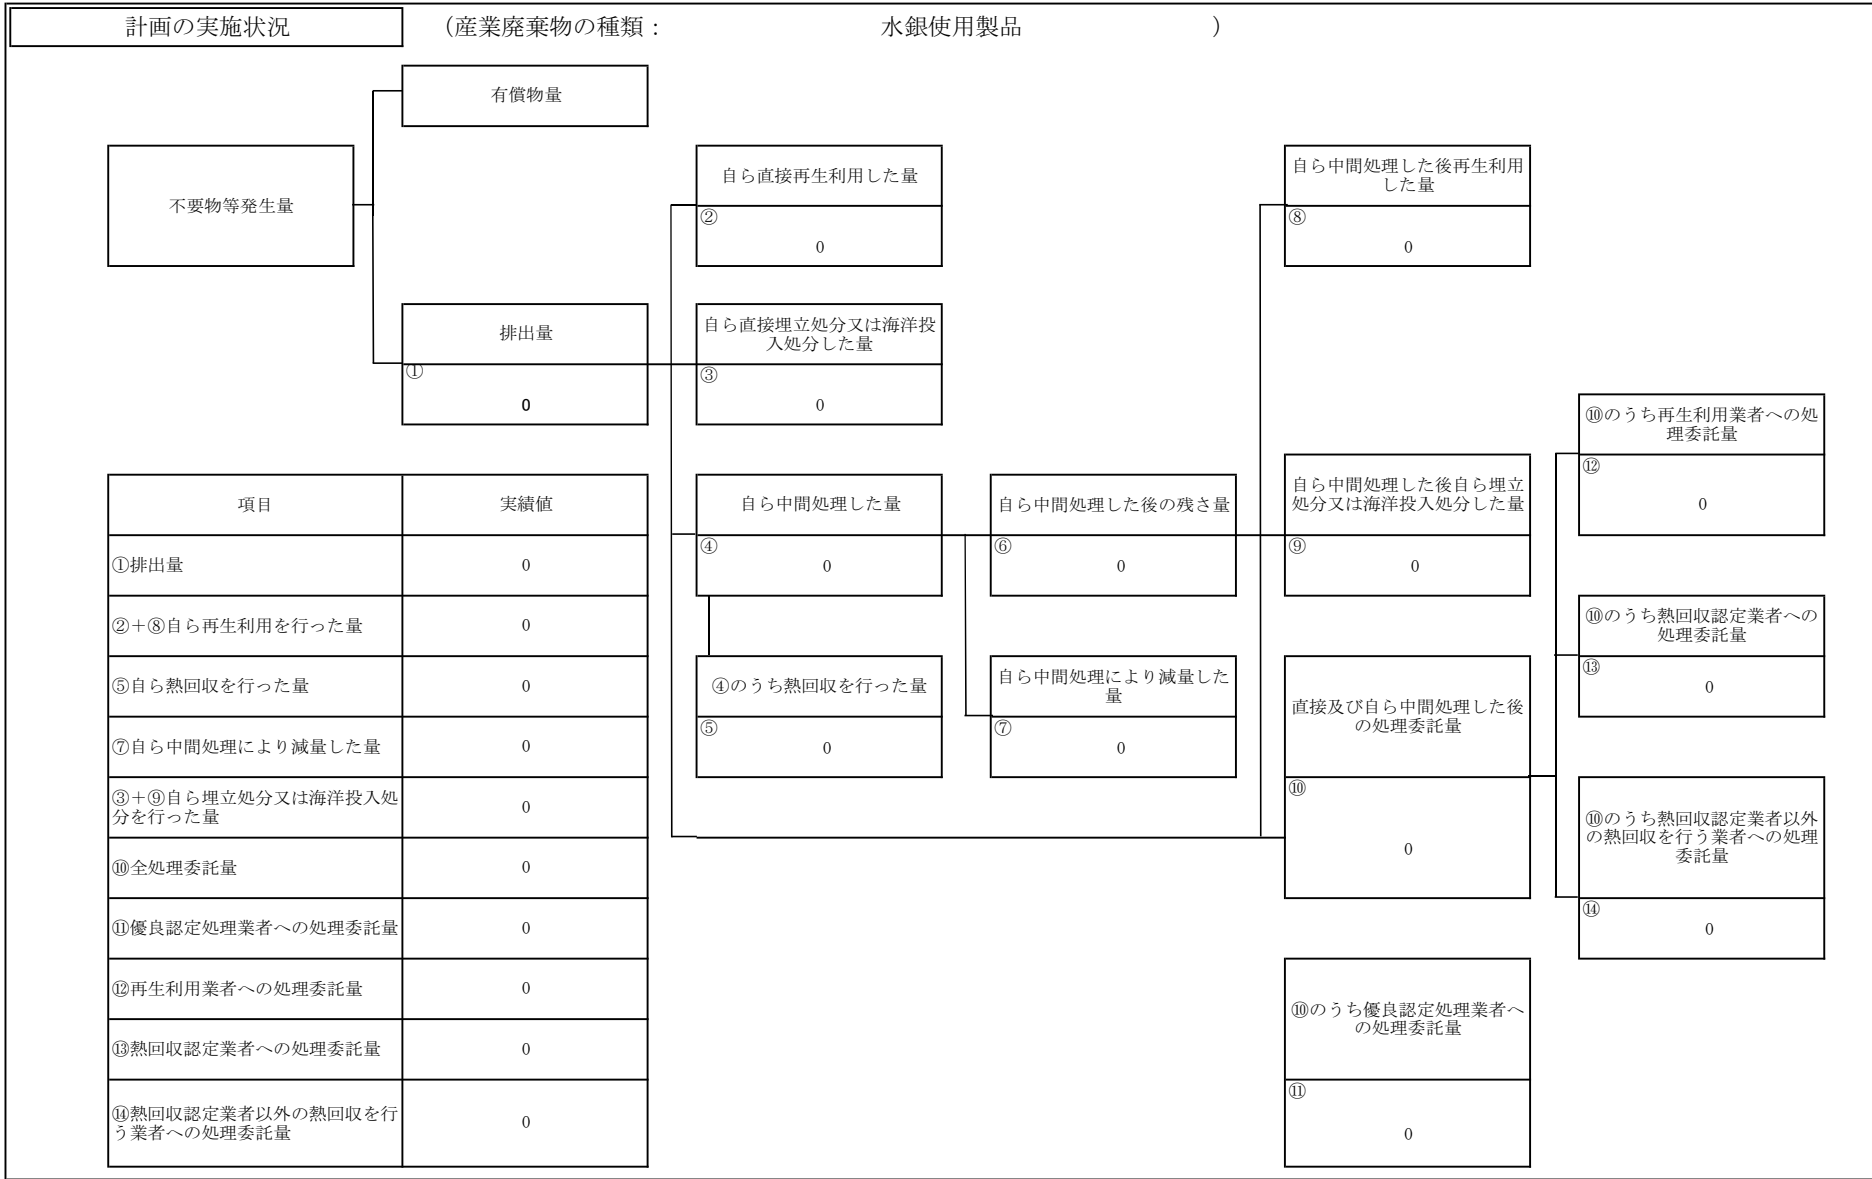 計画の実施状況
（産業廃棄物の種類： 水銀使用製品 ）
有償物量
不要物等発生量
自ら直接再生利用した量
②
0
自ら中間処理した後再生利用
した量
⑧
0
排出量
①
0
自ら直接埋立処分又は海洋投
入処分した量
③
0
⑩のうち再生利用業者への処
理委託量
⑫
0
項目 実績値
①排出量 0
②＋⑧自ら再生利用を行った量 0
⑤自ら熱回収を行った量 0
⑦自ら中間処理により減量した量 0
③＋⑨自ら埋立処分又は海洋投入処
分を行った量 0
⑩全処理委託量 0
⑪優良認定処理業者への処理委託量 0
⑫再生利用業者への処理委託量 0
⑬熱回収認定業者への処理委託量 0
⑭熱回収認定業者以外の熱回収を行
う業者への処理委託量 0
自ら中間処理した量
④
0
自ら中間処理した後の残さ量
⑥
0
自ら中間処理した後自ら埋立
処分又は海洋投入処分した量
⑨
0
⑩のうち熱回収認定業者への
処理委託量
⑬
0
④のうち熱回収を行った量
⑤
0
自ら中間処理により減量した
量
⑦
0
直接及び自ら中間処理した後
の処理委託量
⑩
0
⑩のうち熱回収認定業者以外
の熱回収を行う業者への処理
委託量
⑭
0
⑩のうち優良認定処理業者へ
の処理委託量
⑪
0